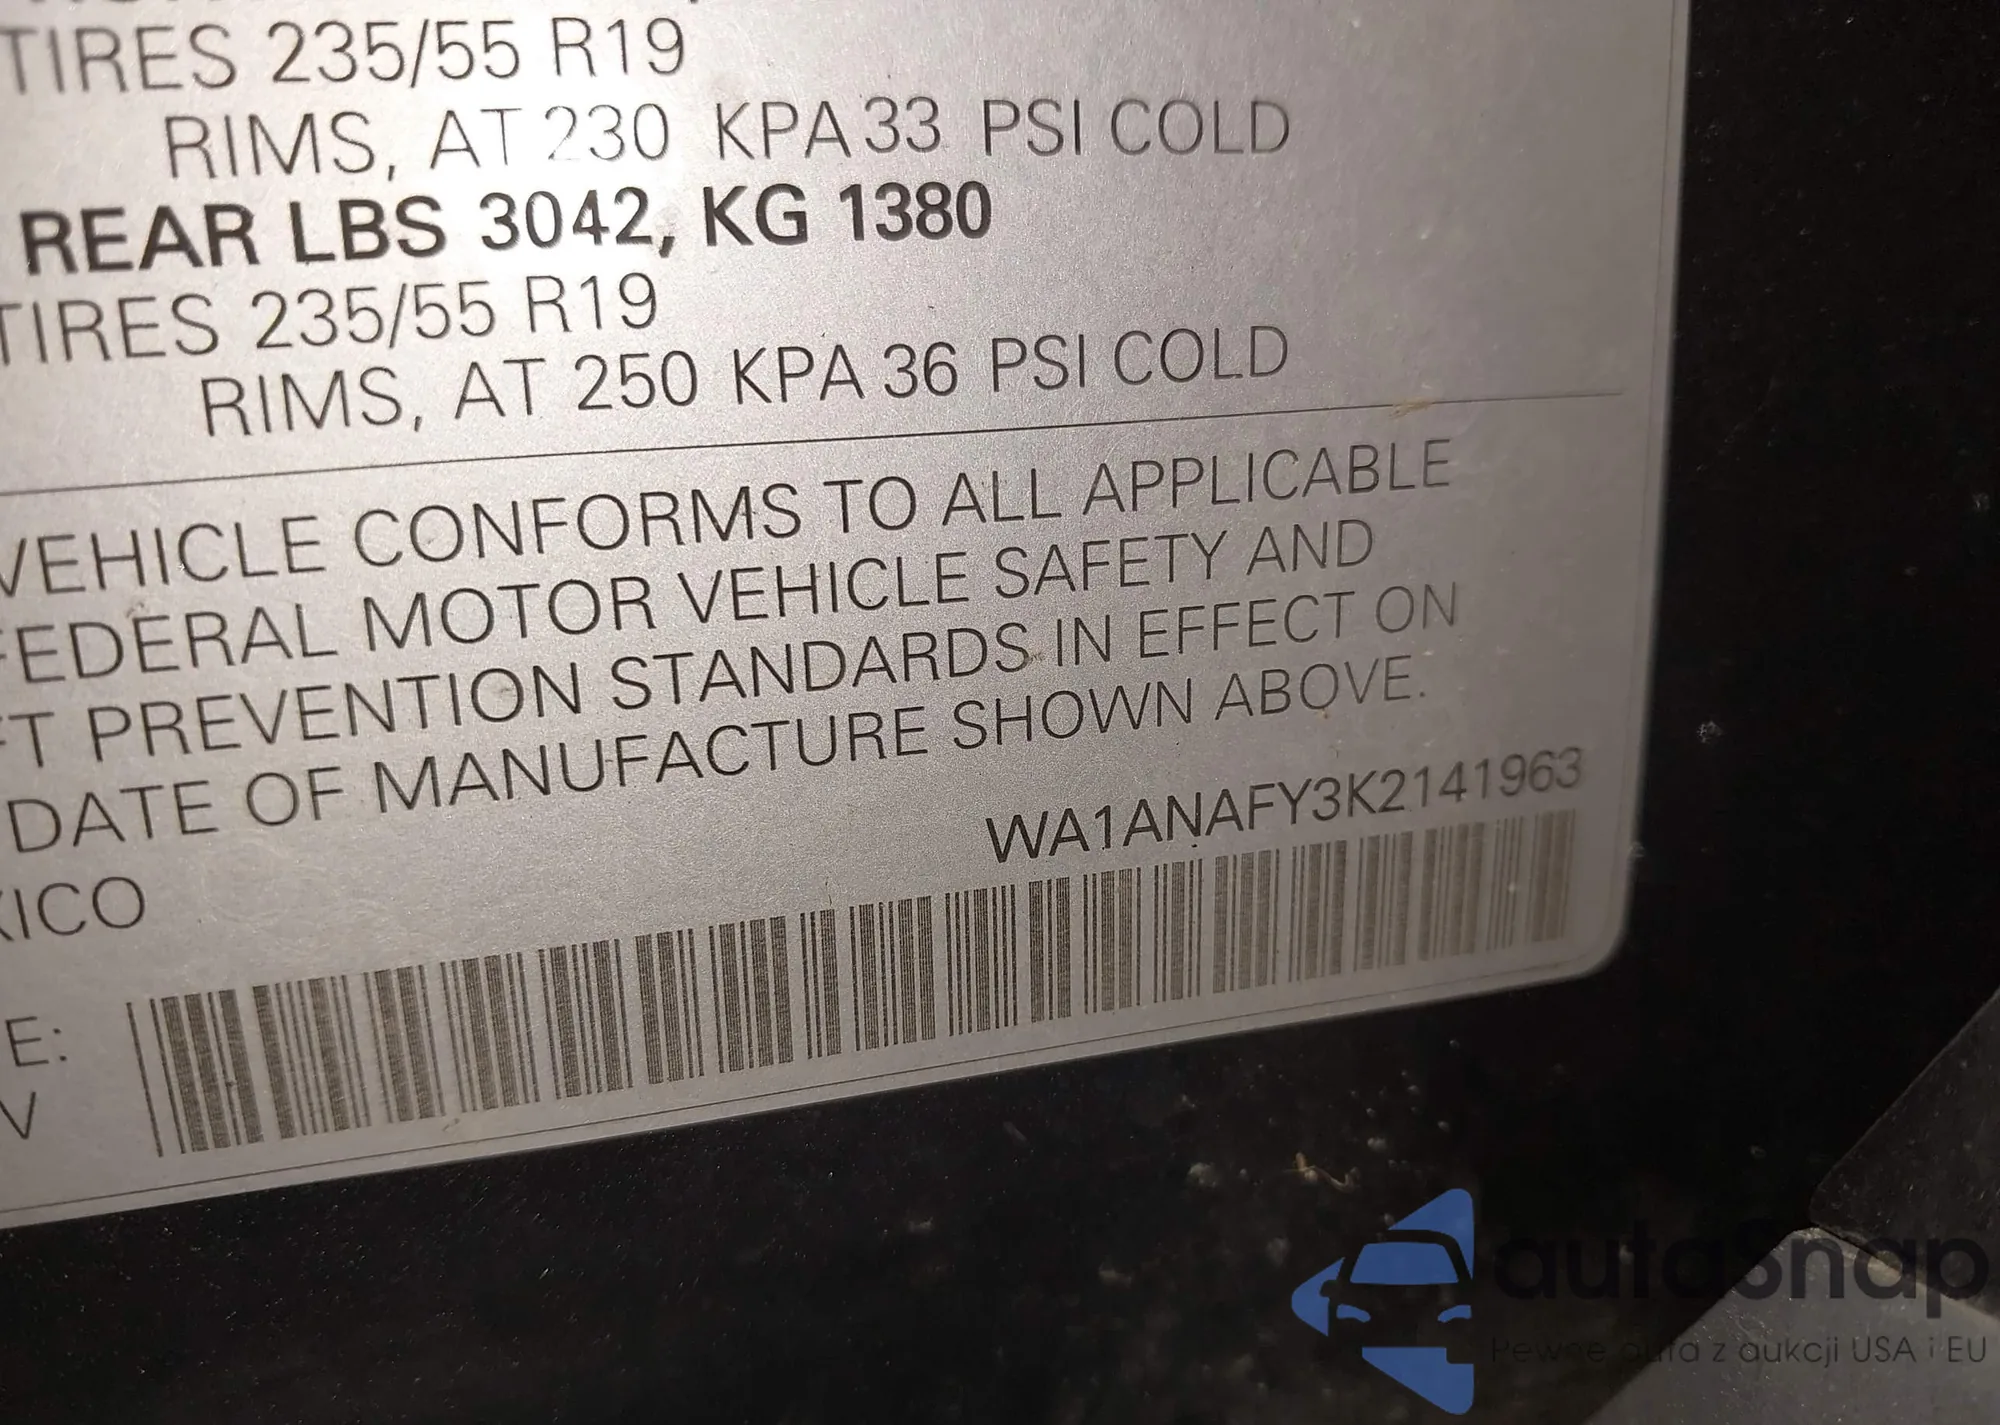 TIRES 235/55 R19
RIMS, AT 230 KPA 33 PSI COLD
REAR LBS 3042, KG 1380
TIRES 235/55 R19
RIMS, AT 250 KPA 36 PSI COLD
VEHICLE CONFORMS TO ALL APPLICABLE
FEDERAL MOTOR VEHICLE SAFETY AND
FT PREVENTION STANDARDS IN EFFECT ON
DATE OF MANUFACTURE SHOWN ABOVE.
WA1ANAFY3K2141963
XICO
E:
V
autaSnap
Pewne auta z aukcji USA i EU